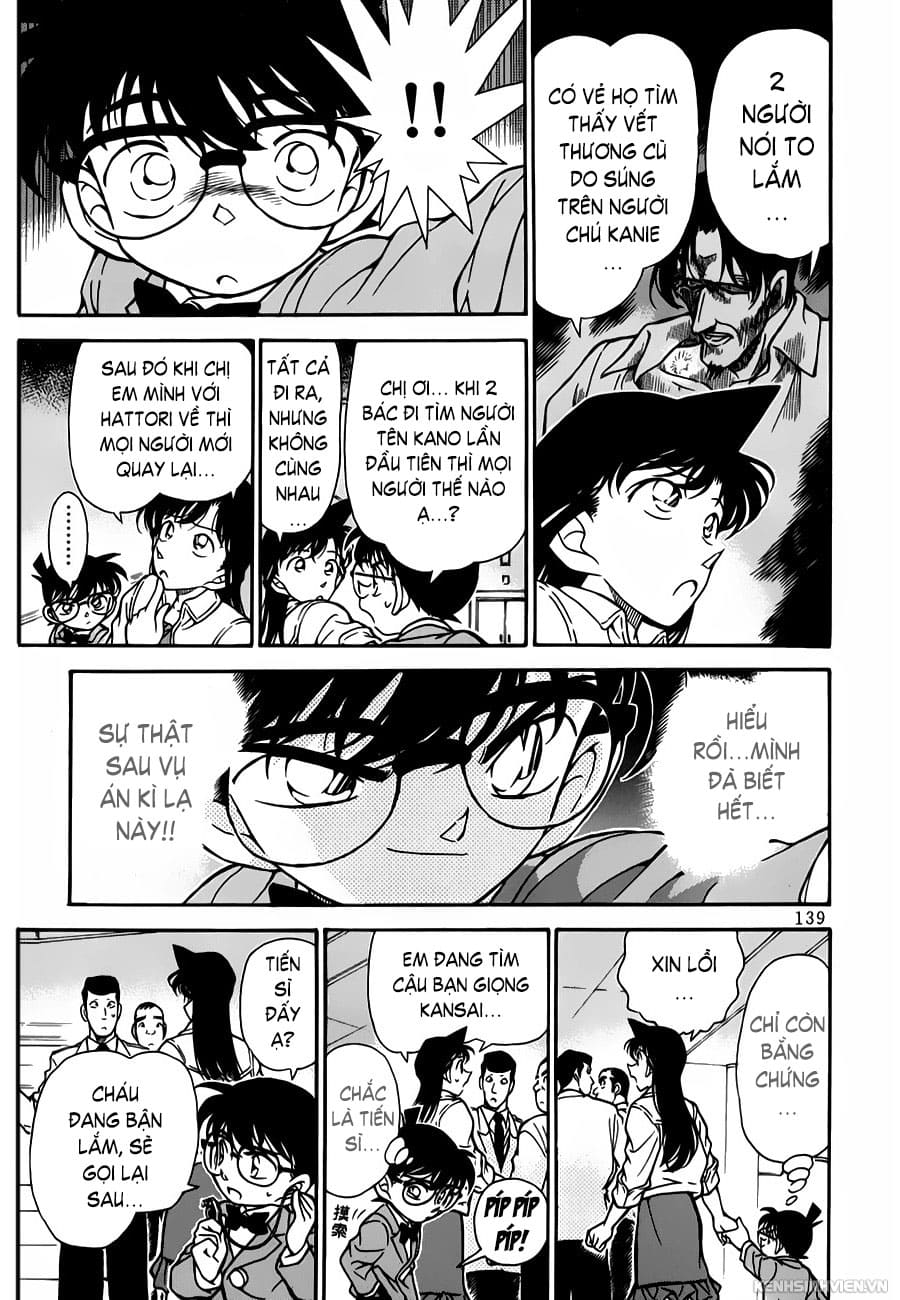 2
NGƯỜI
NÓI TO
LẮM
...
CÓ VẺ HỌ TÌM
THẤY VẾT
THƯƠNG CŨ
DO SÚNG
TRÊN NGƯỜI
CHÚ KANIE
...
!!
CHỊ ƠI... KHI 2
BÁC ĐI TÌM NGƯỜI
TÊN KANO LẦN
ĐẦU TIÊN THÌ MỌI
NGƯỜI THẾ NÀO
Ạ...?
TẤT CẢ
ĐI RA,
NHƯNG
KHÔNG
CÙNG
NHAU
...
SAU ĐÓ KHI CHỊ
EM MÌNH VỚI
HATTORI VỀ THÌ
MỌI NGƯỜI MỚI
QUAY LẠI...
........
HIỂU
RỒI...MÌNH
ĐÃ BIẾT
HẾT...
SỰ THẬT
SAU VỤ
ÁN KÌ LẠ
NÀY!!
139
XIN LỖI
...
CHỈ CÒN
BẰNG
CHỨNG
...
EM ĐANG TÌM
CẬU BẠN GIỌNG
KANSAI...
PÍP PÍP
PÍP!
CHẮC
LÀ TIẾN
SĨ...
摸索
TIẾN
SĨ ĐẤY
Ạ?
CHÁU
ĐANG BẬN
LẮM, SẼ
GỌI LẠI
SAU...
KENHSINHVIEN.VN